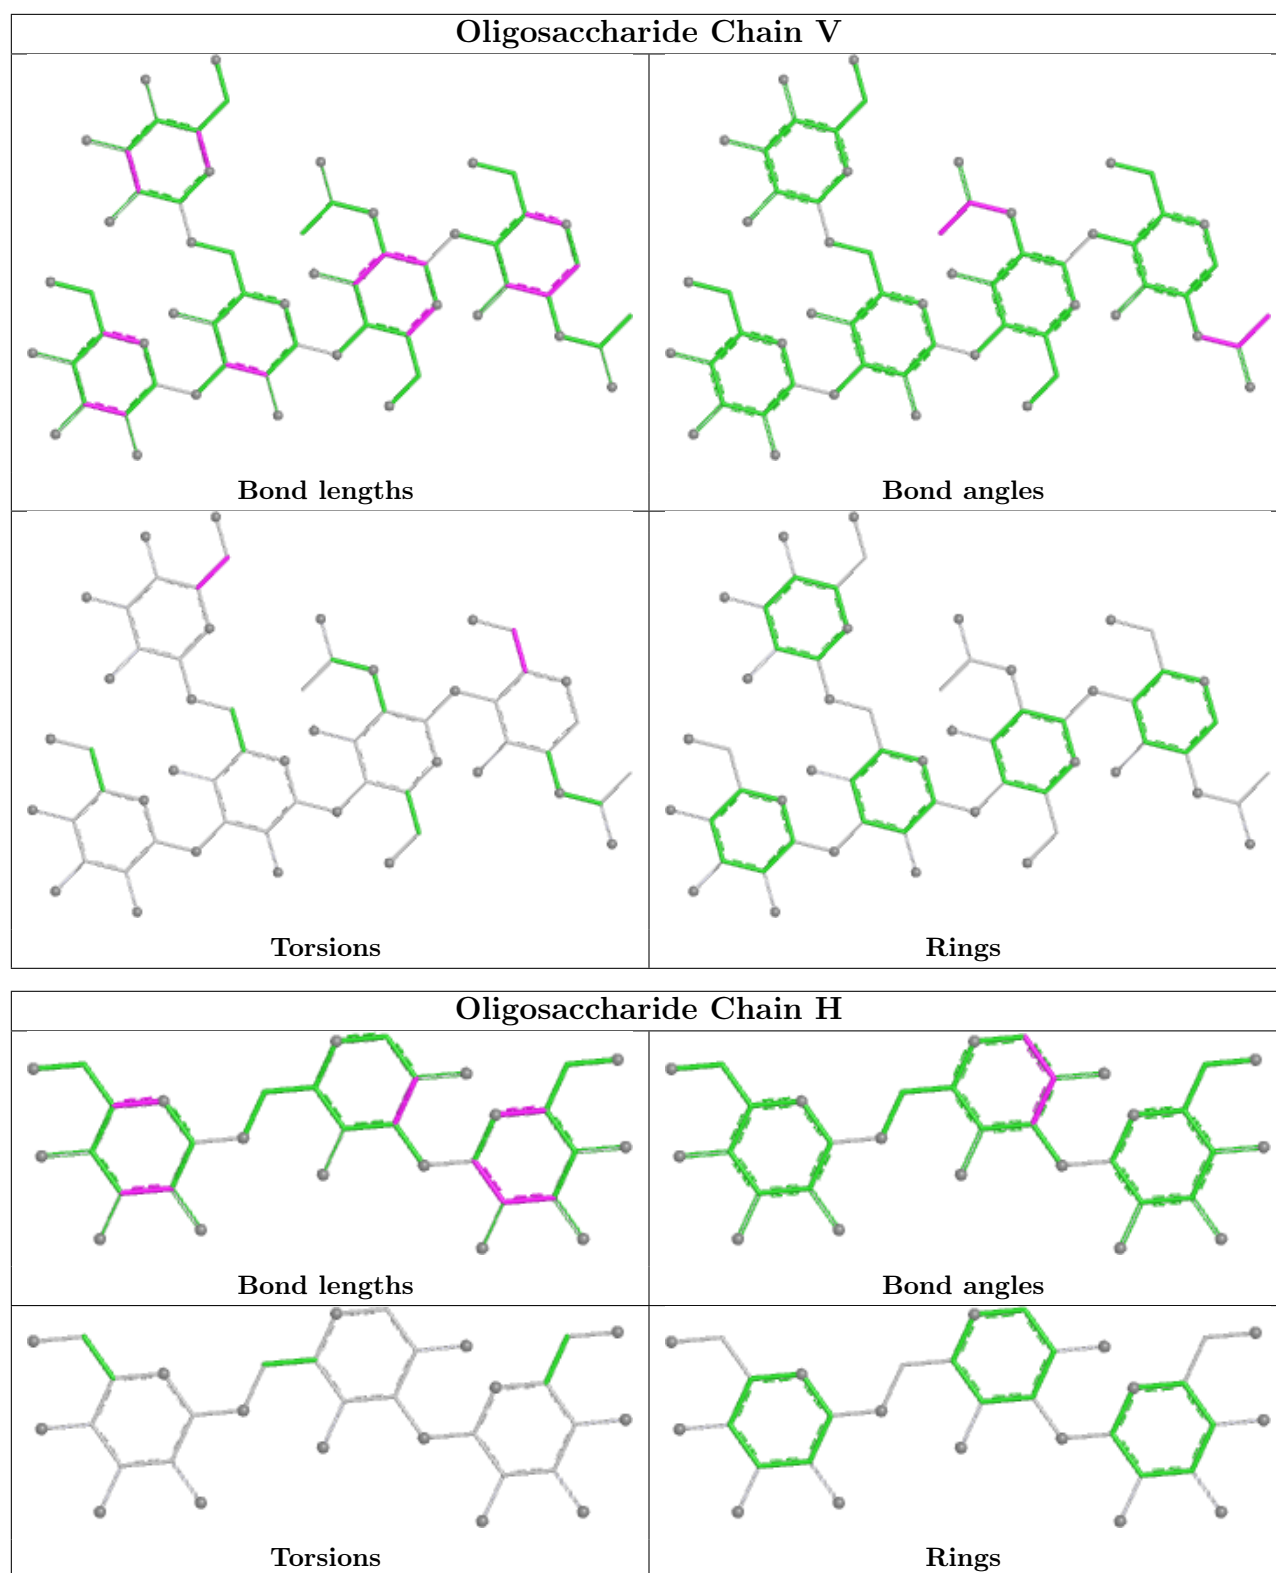 Oligosaccharide Chain V
Bond lengths
Bond angles
Torsions
Rings
Oligosaccharide Chain H
Bond lengths
Bond angles
Torsions
Rings